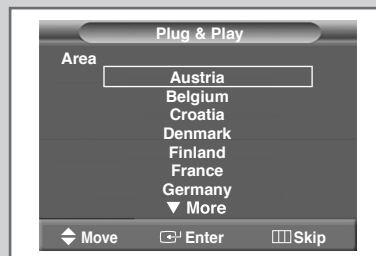 Plug & Play
Area
Austria
Belgium
Croatia
Denmark
Finland
France
Germany
▼ More
Move Enter Skip